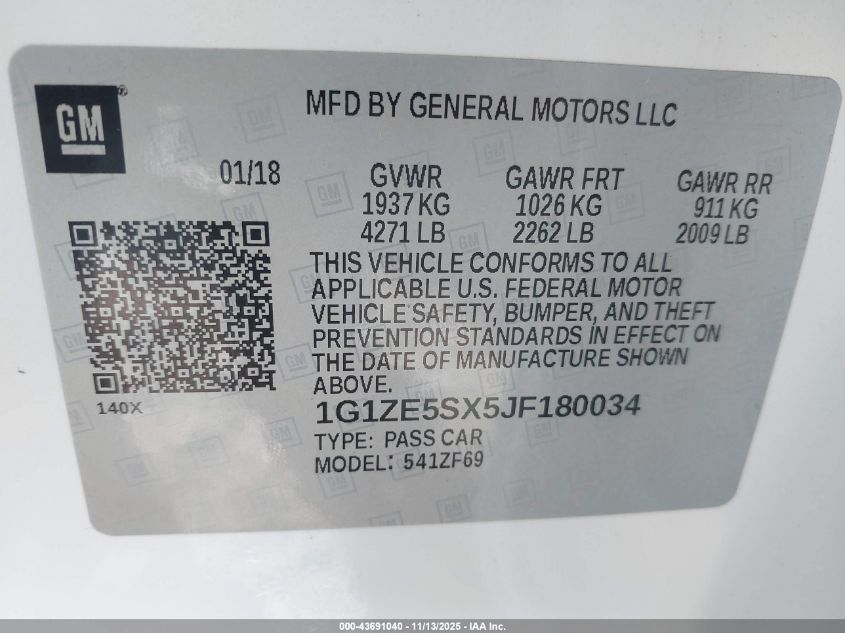 GM
MFD BY GENERAL MOTORS LLC
01/18 GVWR GAWR FRT GAWR RR
1937 KG 1026 KG 911 KG
4271 LB 2262 LB 2009 LB
THIS VEHICLE CONFORMS TO ALL
APPLICABLE U.S. FEDERAL MOTOR
VEHICLE SAFETY, BUMPER, AND THEFT
PREVENTION STANDARDS IN EFFECT ON
THE DATE OF MANUFACTURE SHOWN
ABOVE.
140X
1G1ZE5SX5JF180034
TYPE: PASS CAR
MODEL: 541ZF69
000-43691040 - 11/13/2025 - IAA Inc.